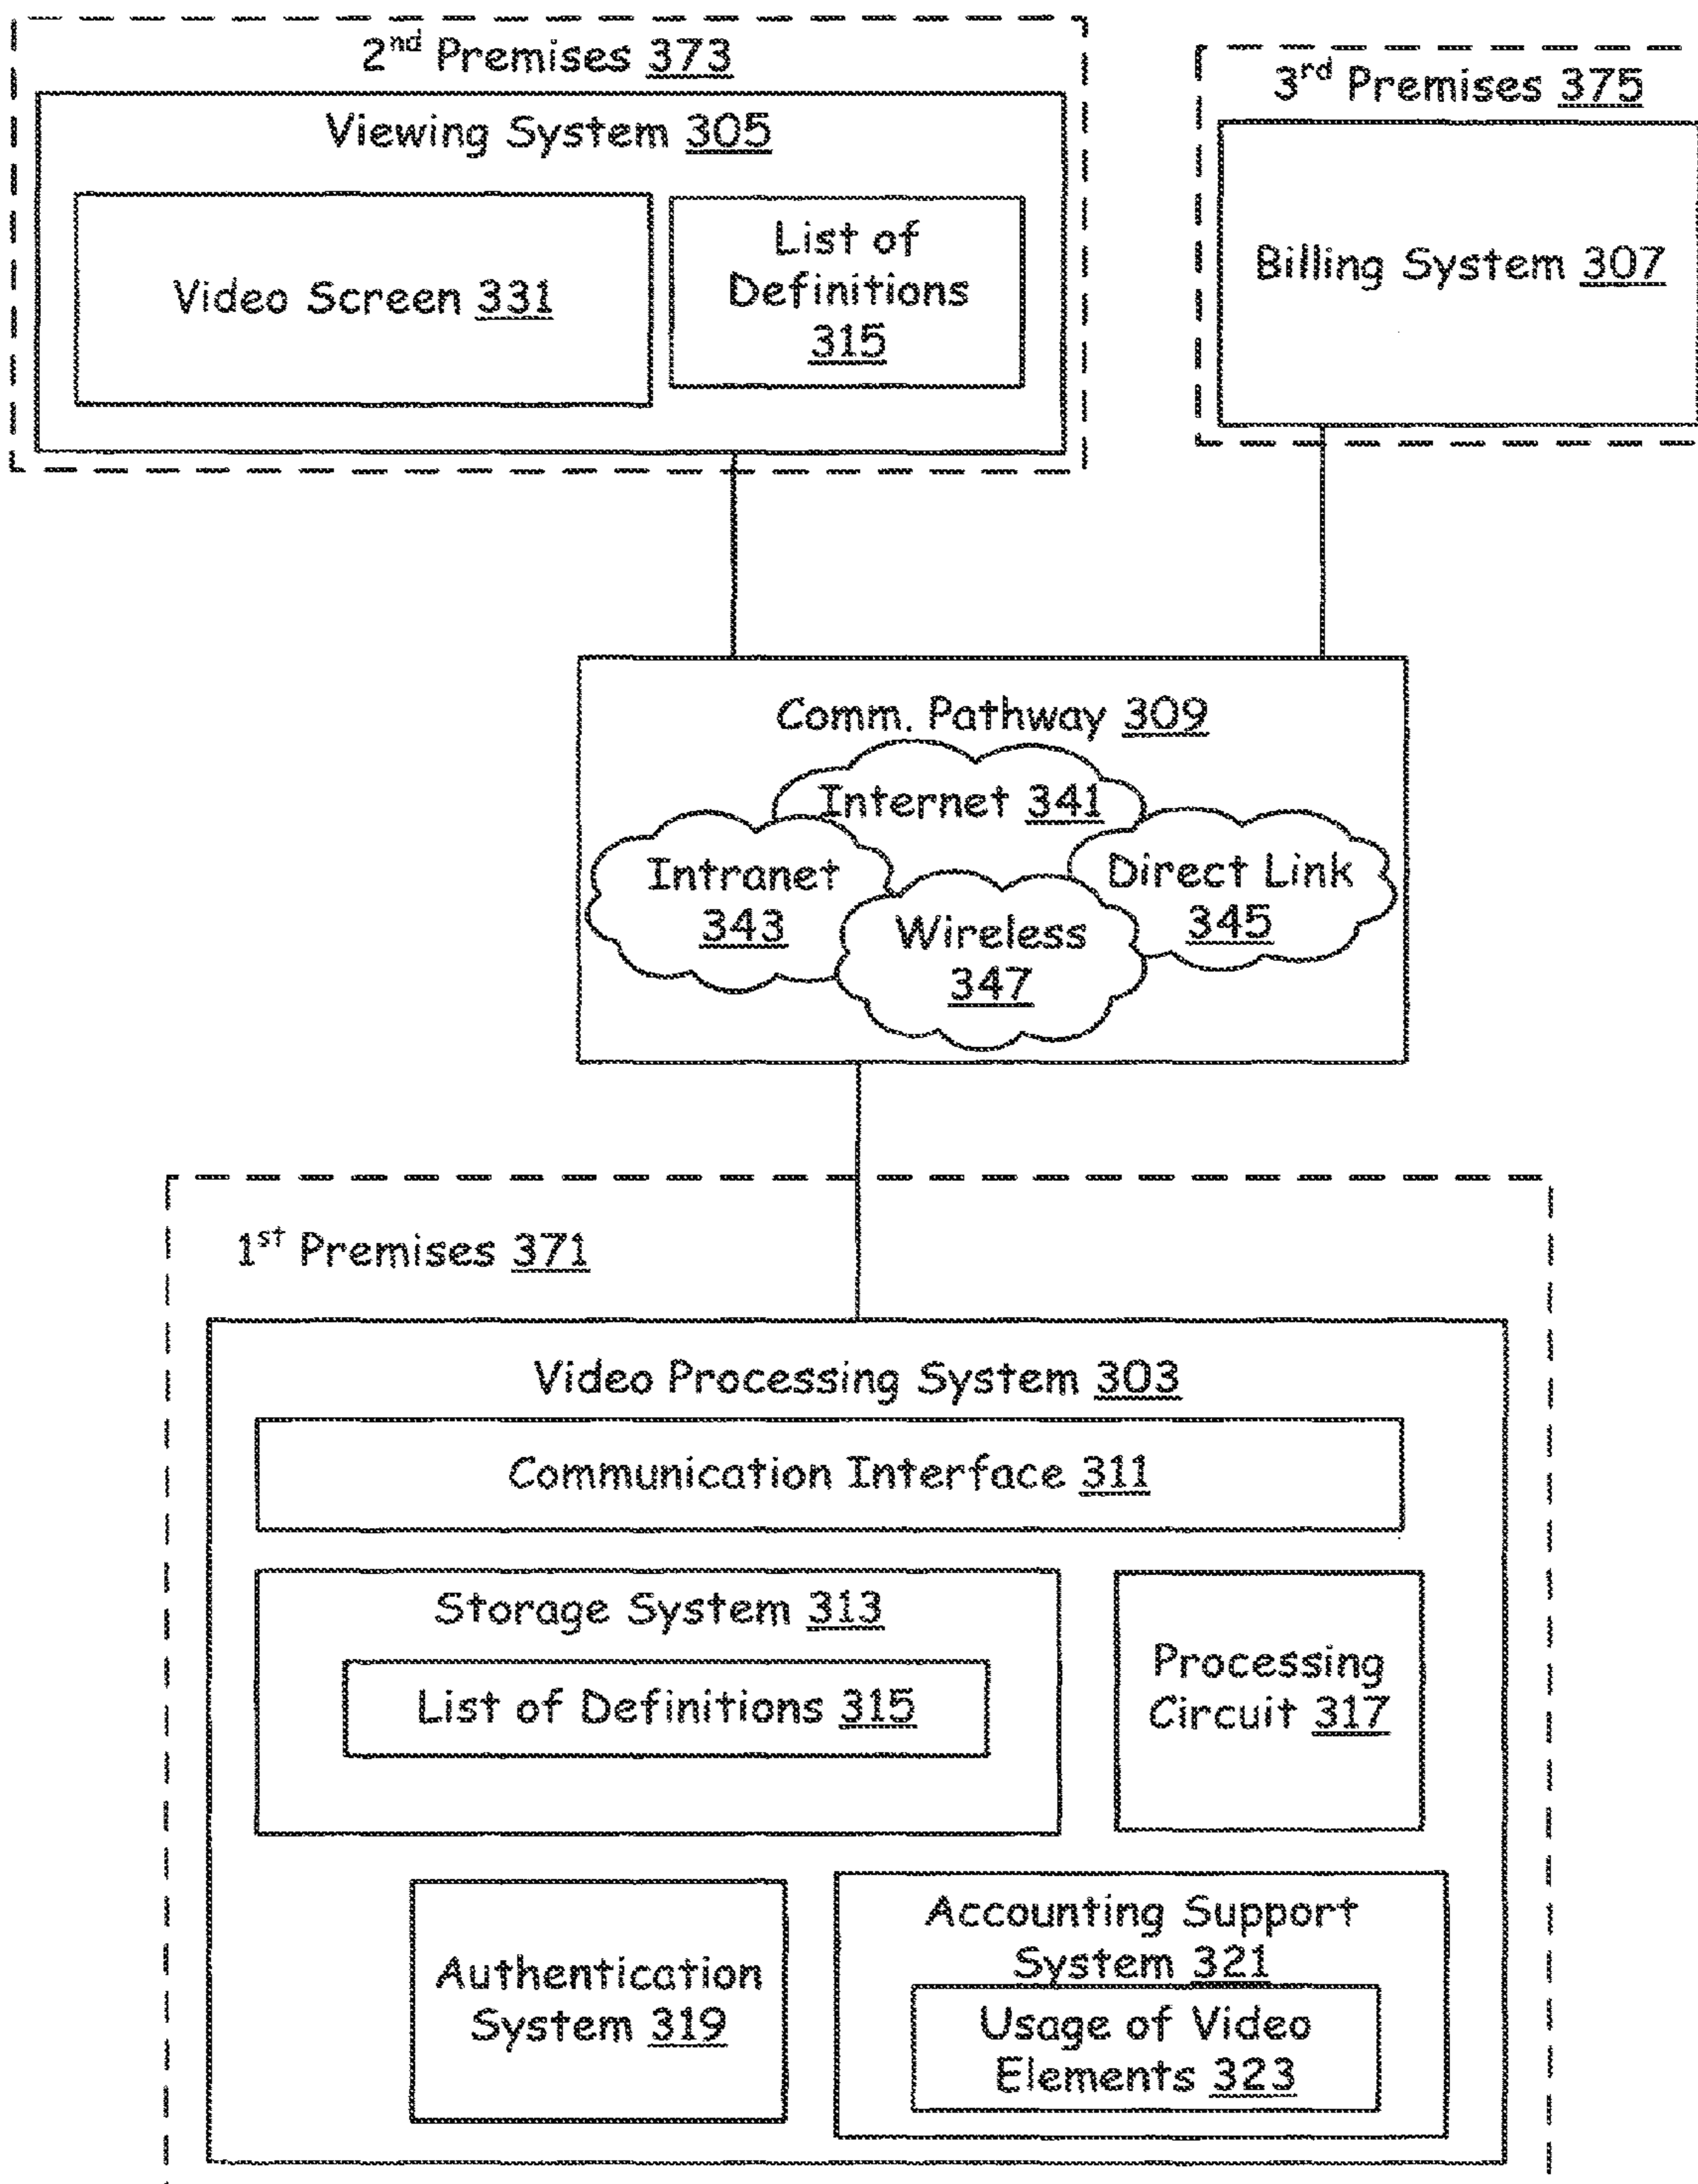 2nd Premises 373
Viewing System 305
Video Screen 331
List of
Definitions
315
3rd Premises 375
Billing System 307
Comm. Pathway 309
Internet 341
Intranet
343
Direct Link
345
Wireless
347
1st Premises 371
Video Processing System 303
Communication Interface 311
Storage System 313
List of Definitions 315
Processing
Circuit 317
Authentication
System 319
Accounting Support
System 321
Usage of Video
Elements 323